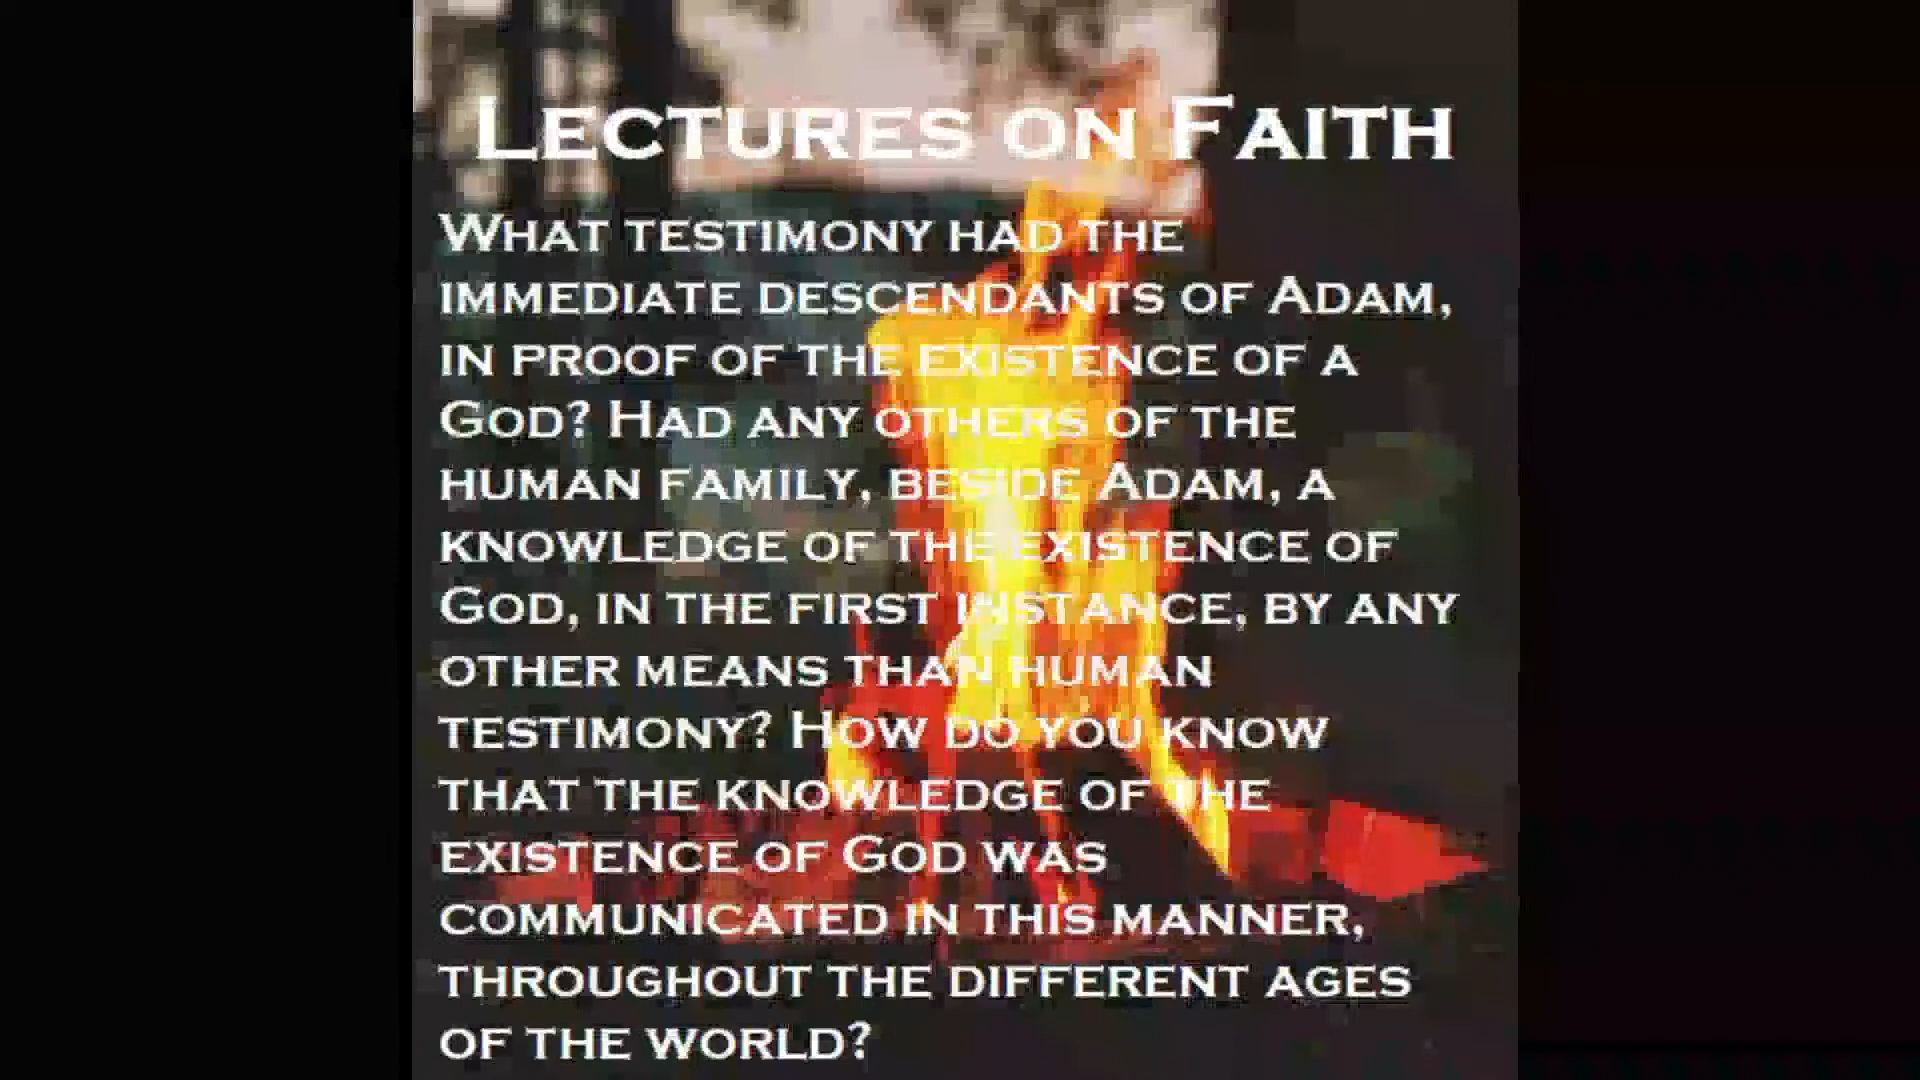 Lectures on Faith
What testimony had the
immediate descendants of Adam,
in proof of the existence of a
God? Had any others of the
human family, beside Adam, a
knowledge of the existence of
God, in the first instance, by any
other means than human
testimony? How do you know
that the knowledge of the
existence of God was
communicated in this manner,
throughout the different ages
of the world?